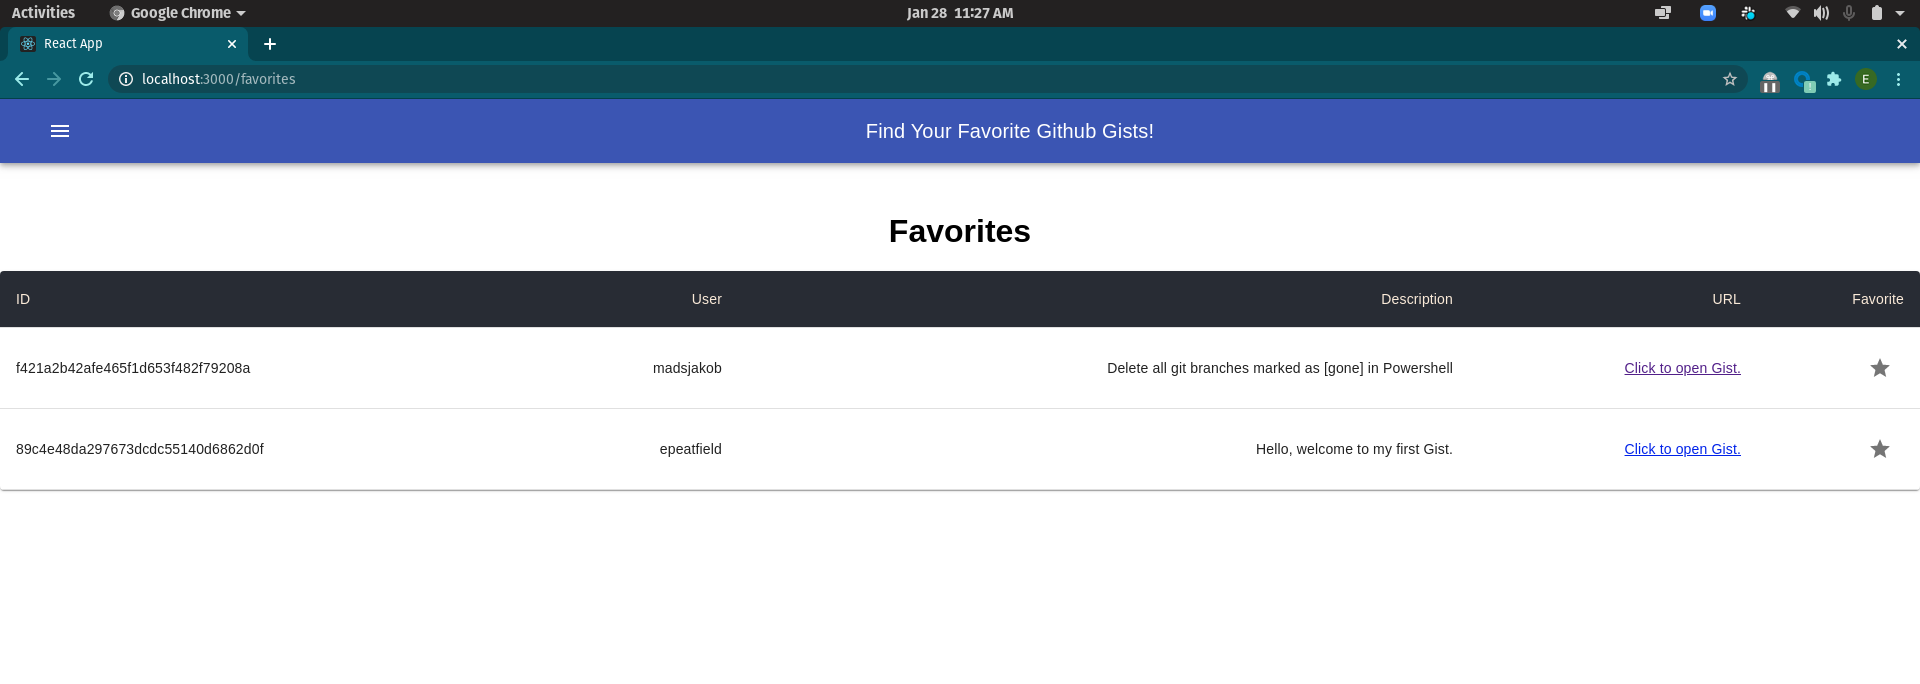 Activities Google Chrome Jan 28 11:27 AM
React App
localhost:3000/favorites E
Find Your Favorite Github Gists!
Favorites
ID User Description URL Favorite
f421a2b42afe465f1d653f482f79208a madsjakob Delete all git branches marked as [gone] in Powershell Click to open Gist.
89c4e48da297673dcdc55140d6862d0f epeatfield Hello, welcome to my first Gist. Click to open Gist.